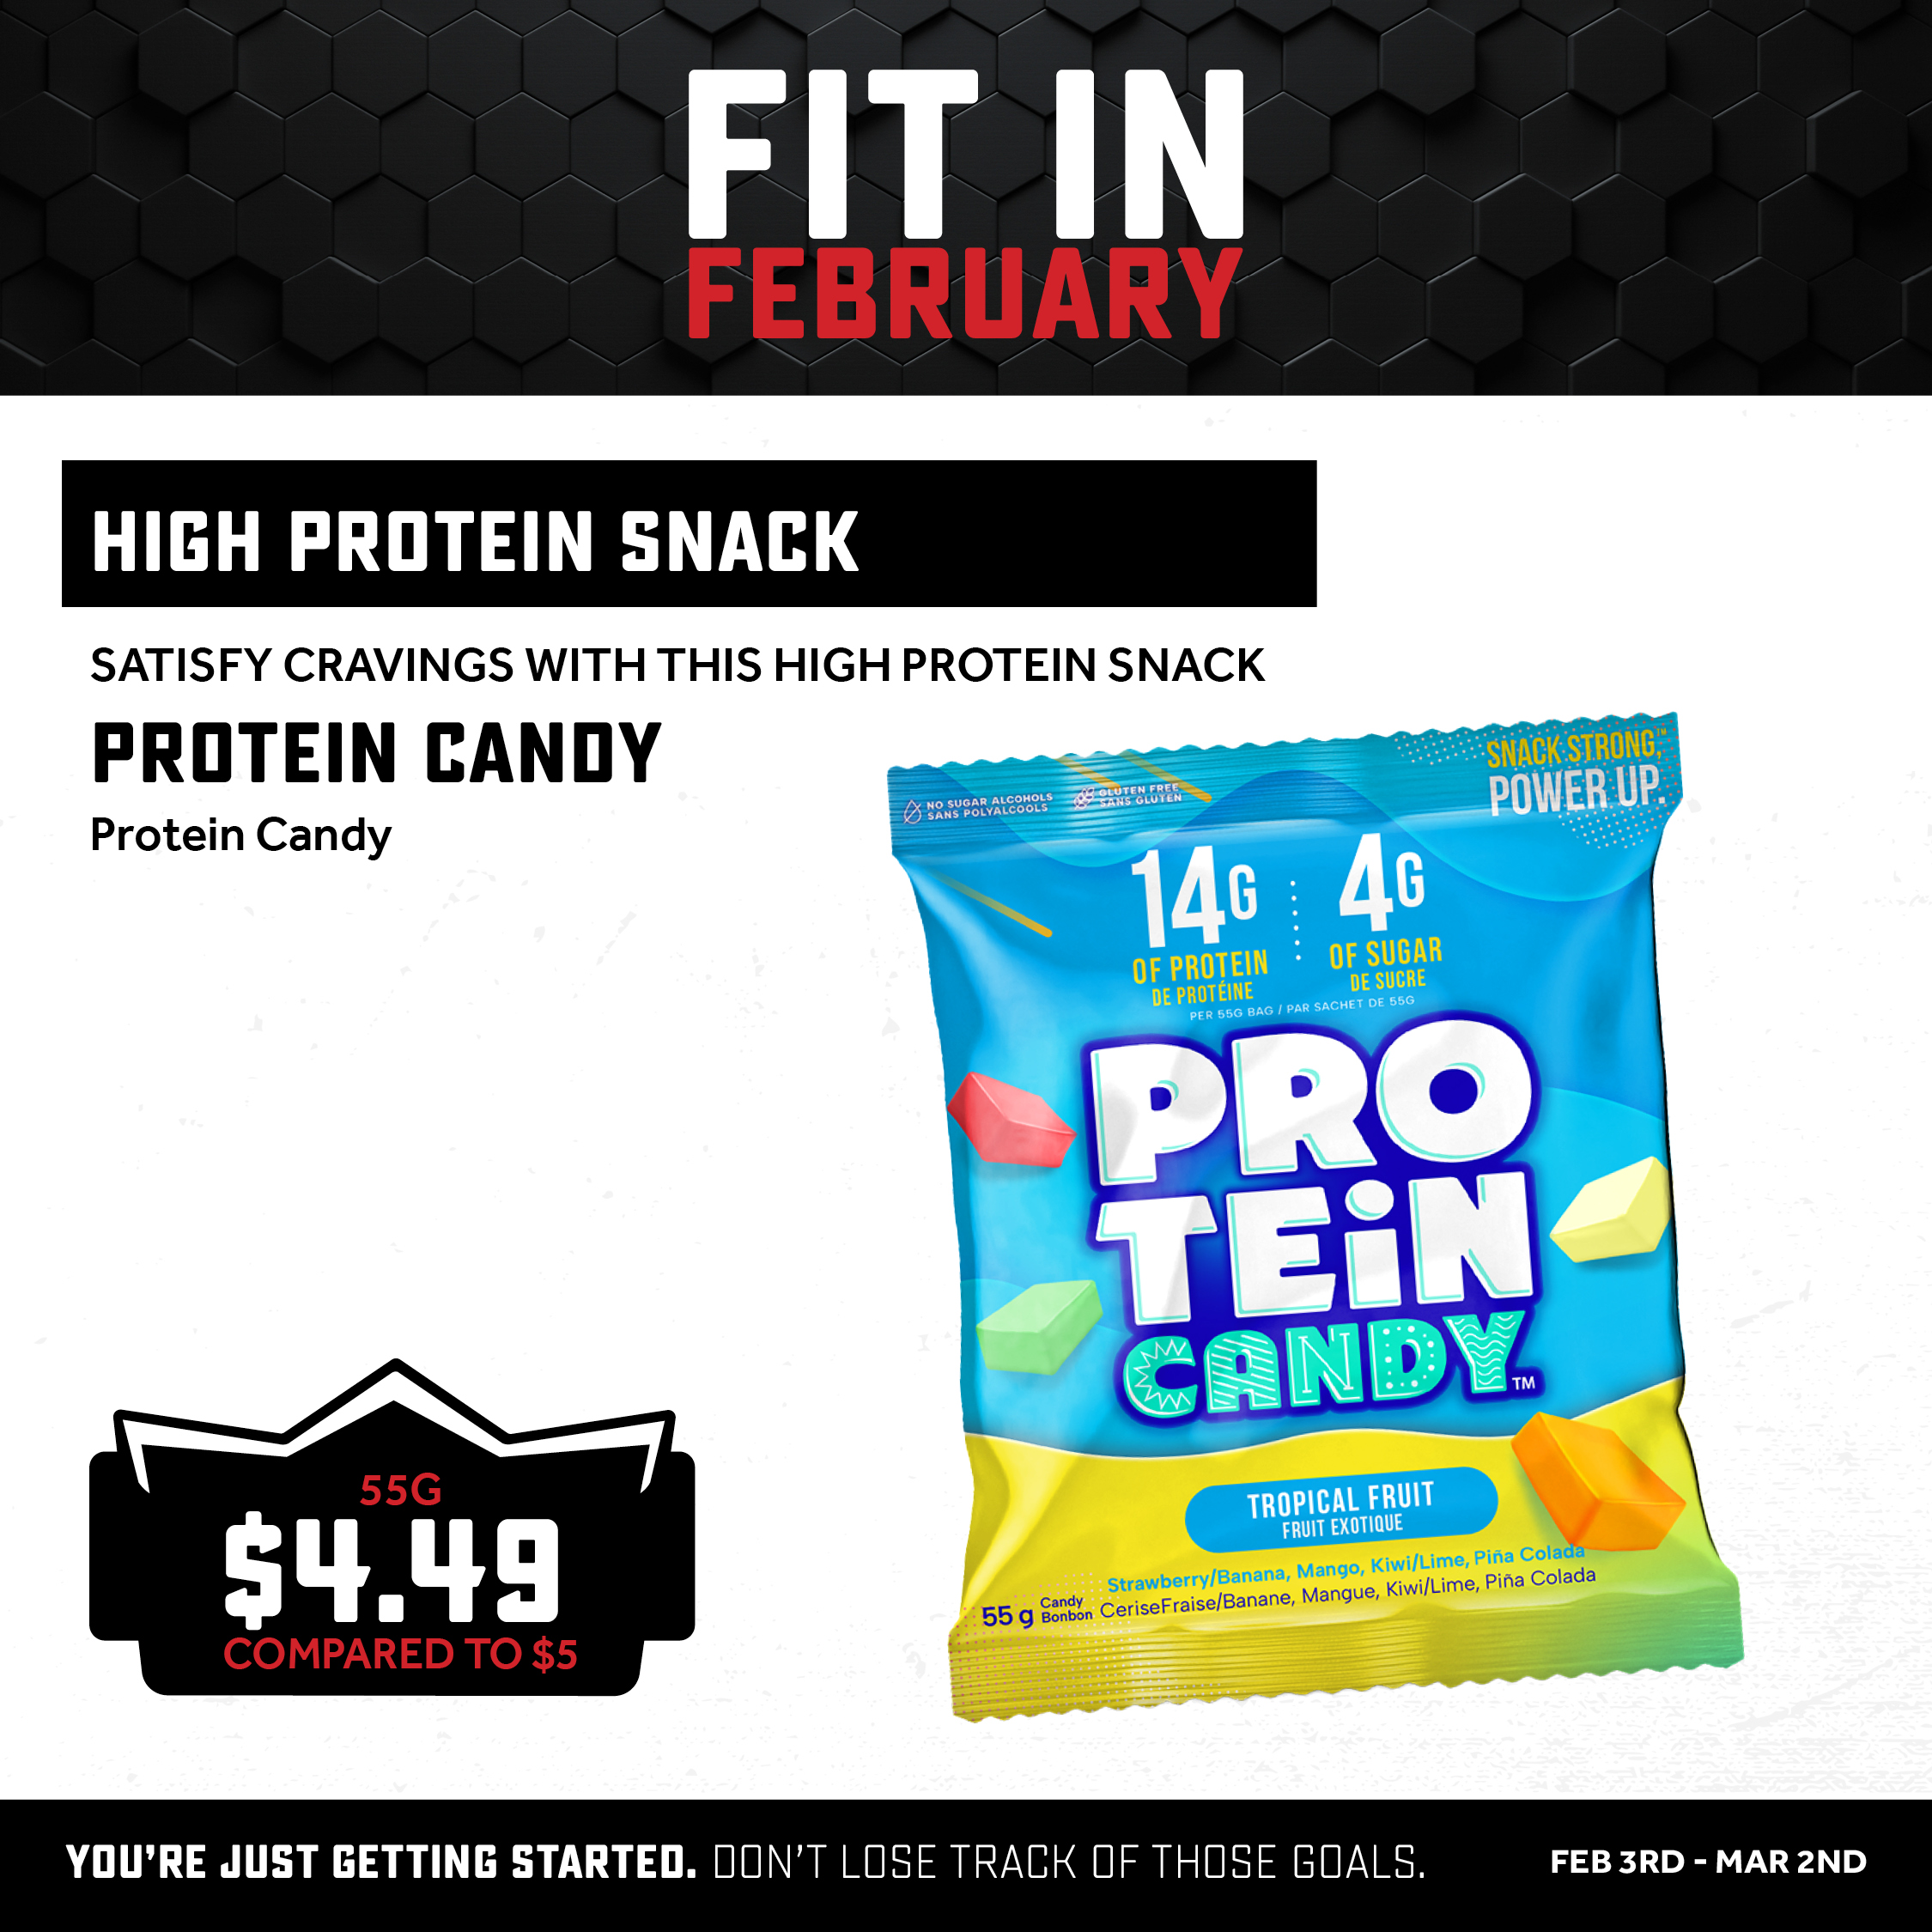 FIT IN
FEBRUARY
HIGH PROTEIN SNACK
SATISFY CRAVINGS WITH THIS HIGH PROTEIN SNACK
PROTEIN CANDY
Protein Candy
SNACK STRONG,™
POWER UP.
NO SUGAR ALCOHOLS
SANS POLYALCOOLS
GLUTEN FREE
SANS GLUTEN
14G
OF PROTEIN
DE PROTÉINE
4G
OF SUGAR
DE SUCRE
PER 55G BAG / PAR SACHET DE 55G
PRO
TEiN
CANDY™
TROPICAL FRUIT
FRUIT EXOTIQUE
Strawberry/Banana, Mango, Kiwi/Lime, Piña Colada
CeriseFraise/Banane, Mangue, Kiwi/Lime, Piña Colada
55 g
Candy
Bonbon
55G
$4.49
COMPARED TO $5
YOU'RE JUST GETTING STARTED. DON'T LOSE TRACK OF THOSE GOALS.
FEB 3RD - MAR 2ND